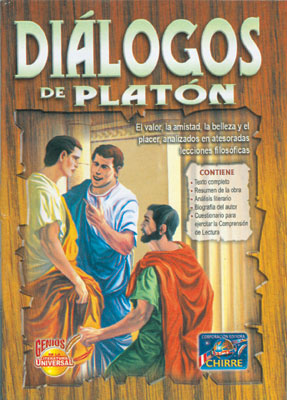 DIÁLOGOS
DE PLATÓN
El valor, la amistad, la belleza y el
placer, analizados en atesoradas
lecciones filosoficas
CONTIENE
- Texto completo
- Resumen de la obra
- Análisis literario
- Biografía del autor
- Cuestionario para
ejercitar la Comprensión
de Lectura
GENIOS
UNIVERSAL
CORPORACIÓN EDITORA
CHIRRE